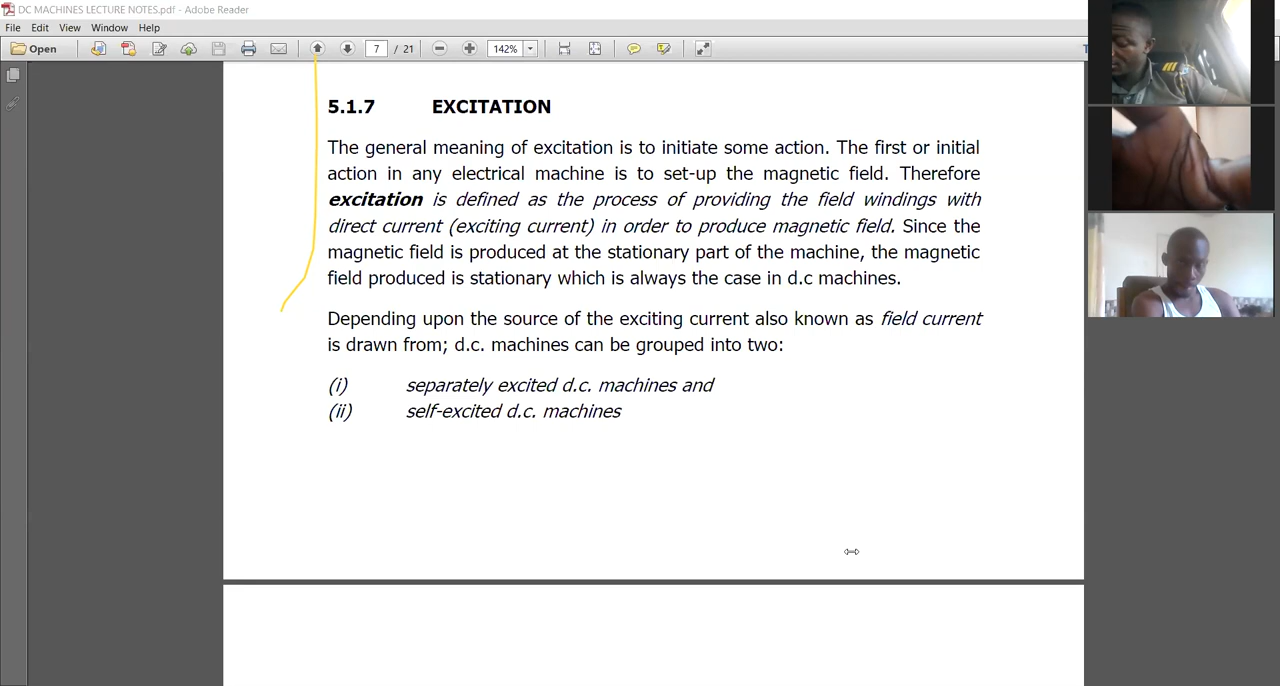 DC MACHINES LECTURE NOTES.pdf - Adobe Reader
File Edit View Window Help
Open 7 / 21 142%
5.1.7 EXCITATION
The general meaning of excitation is to initiate some action. The first or initial
action in any electrical machine is to set-up the magnetic field. Therefore
excitation is defined as the process of providing the field windings with
direct current (exciting current) in order to produce magnetic field. Since the
magnetic field is produced at the stationary part of the machine, the magnetic
field produced is stationary which is always the case in d.c machines.
Depending upon the source of the exciting current also known as field current
is drawn from; d.c. machines can be grouped into two:
(i) separately excited d.c. machines and
(ii) self-excited d.c. machines